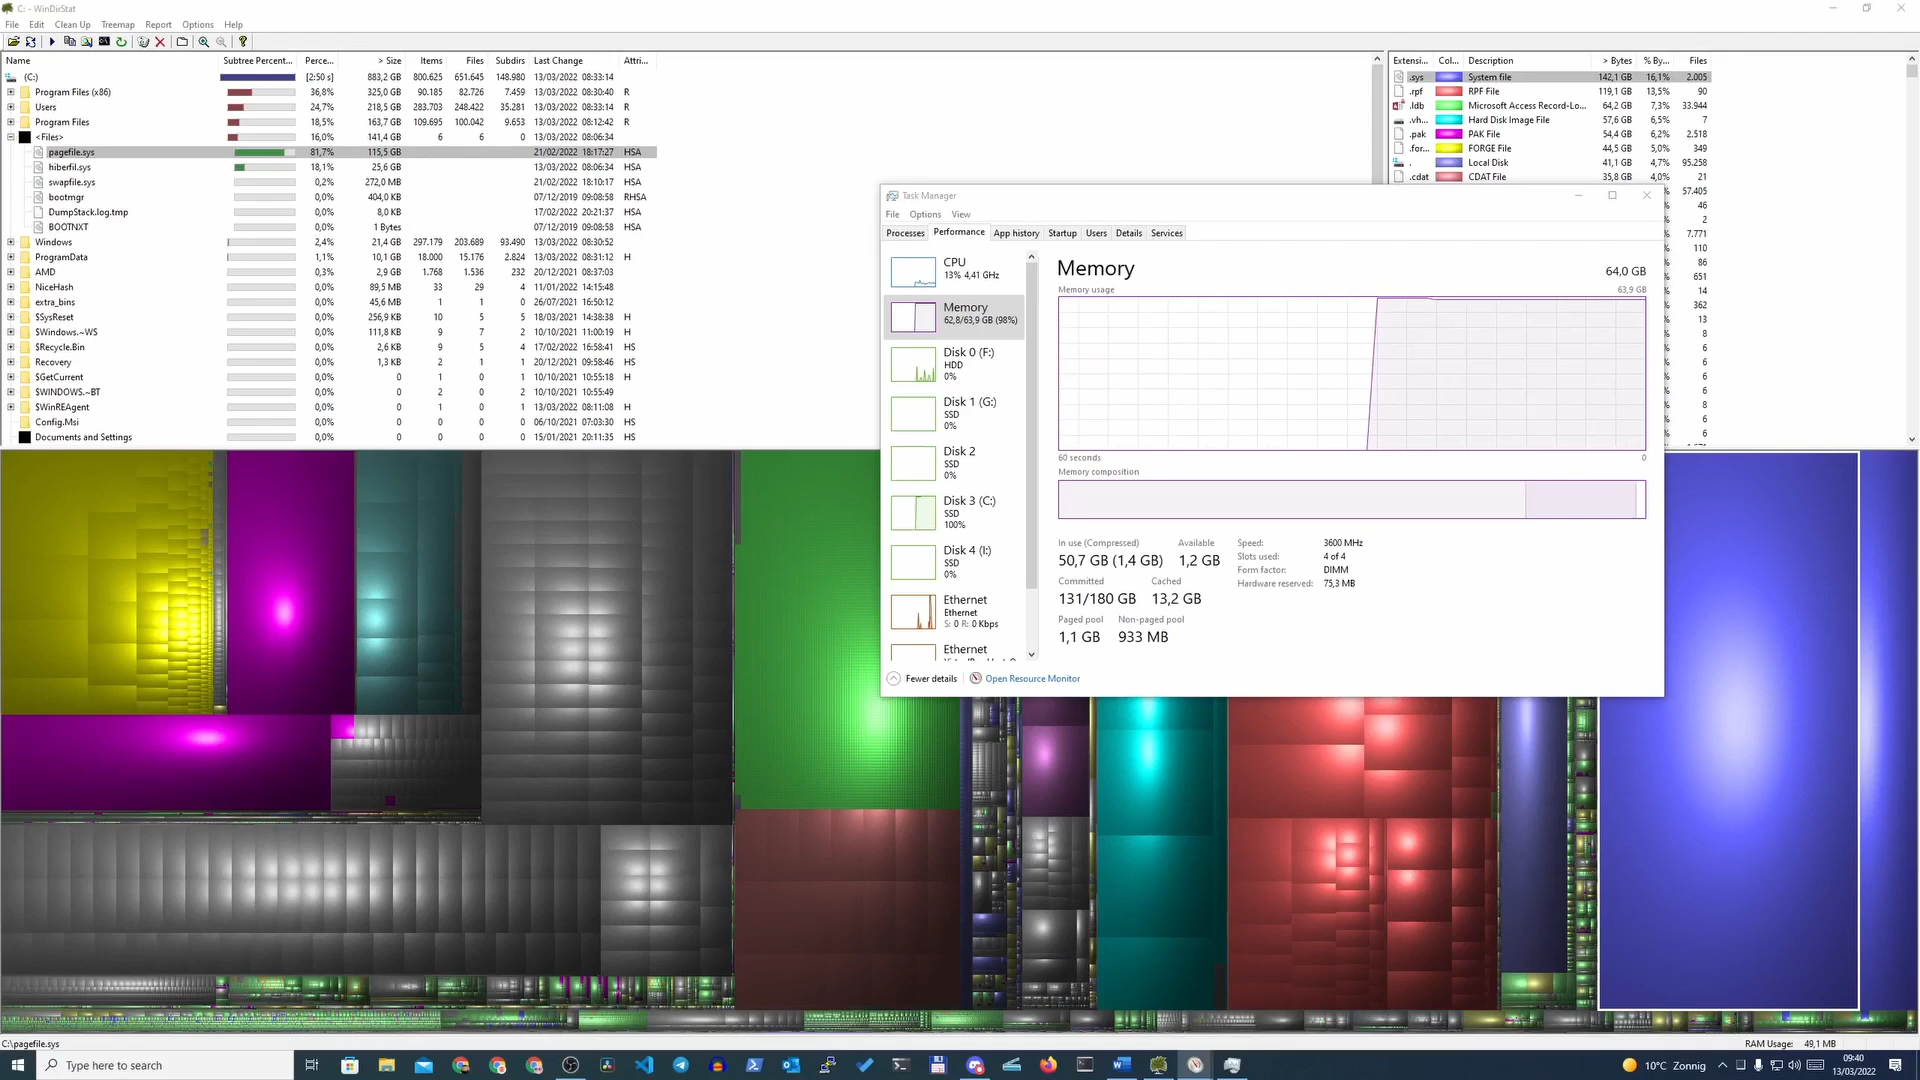 C: - WinDirStat
File Edit Clean Up Treemap Report Options Help
Name Subtree Percent... Perce... > Size Items Files Subdirs Last Change Attri...
(C:) [2:50 s] 883,2 GB 800.625 651.645 148.980 13/03/2022 08:33:14
Program Files (x86) 36,8% 325,0 GB 90.185 82.726 7.459 13/03/2022 08:30:40 R
Users 24,7% 218,5 GB 283.703 248.422 35.281 13/03/2022 08:33:14 R
Program Files 18,5% 163,7 GB 109.695 100.042 9.653 13/03/2022 08:12:42 R
<Files> 16,0% 141,4 GB 6 6 0 13/03/2022 08:06:34
pagefile.sys 81,7% 115,5 GB 21/02/2022 18:17:27 HSA
hiberfil.sys 18,1% 25,6 GB 13/03/2022 08:06:34 HSA
swapfile.sys 0,2% 272,0 MB 21/02/2022 18:10:17 HSA
bootmgr 0,0% 404,0 KB 07/12/2019 09:08:58 RHSA
DumpStack.log.tmp 0,0% 8,0 KB 17/02/2022 20:21:37 HSA
BOOTNXT 0,0% 1 Bytes 07/12/2019 09:08:58 HSA
Windows 2,4% 21,4 GB 297.179 203.689 93.490 13/03/2022 08:30:52
ProgramData 1,1% 10,1 GB 18.000 15.176 2.824 13/03/2022 08:31:12 H
AMD 0,3% 2,9 GB 1.768 1.536 232 20/12/2021 08:37:03
NiceHash 0,0% 89,5 MB 33 29 4 11/01/2022 14:15:48
extra_bins 0,0% 45,6 MB 1 1 0 26/07/2021 16:50:12
$SysReset 0,0% 256,9 KB 10 5 5 18/03/2021 14:38:38 H
$Windows.~WS 0,0% 111,8 KB 9 7 2 10/10/2021 11:00:19 H
$Recycle.Bin 0,0% 2,6 KB 9 5 4 17/02/2022 16:58:41 HS
Recovery 0,0% 1,3 KB 2 1 1 20/12/2021 09:58:46 HS
$GetCurrent 0,0% 0 1 0 1 10/10/2021 10:55:18 H
$WINDOWS.~BT 0,0% 0 2 0 2 10/10/2021 10:55:49
$WinREAgent 0,0% 0 1 0 1 13/03/2022 08:11:08 H
Config.Msi 0,0% 0 0 0 0 06/10/2021 07:03:30 HS
Documents and Settings 0,0% 0 0 0 0 15/01/2021 20:11:35 HS
Extensi... Col... Description > Bytes % By... Files
.sys System file 142,1 GB 16,1% 2.005
.rpf RPF File 119,1 GB 13,5% 90
.ldb Microsoft Access Record-Lo... 64,2 GB 7,3% 33.944
.vh... Hard Disk Image File 57,6 GB 6,5% 7
.pak PAK File 54,4 GB 6,2% 2.518
.for... FORGE File 44,5 GB 5,0% 349
. Local Disk 41,1 GB 4,7% 95.258
.cdat CDAT File 35,8 GB 4,0% 21
% 57.405
% 46
% 2
% 7.771
% 110
% 86
% 651
% 14
% 362
% 13
% 8
% 6
% 6
% 6
% 6
% 8
% 6
% 6
Task Manager
File Options View
Processes Performance App history Startup Users Details Services
CPU
13% 4,41 GHz
Memory
62,8/63,9 GB (98%)
Disk 0 (F:)
HDD
0%
Disk 1 (G:)
SSD
0%
Disk 2
SSD
0%
Disk 3 (C:)
SSD
100%
Disk 4 (I:)
SSD
0%
Ethernet
Ethernet
S: 0 R: 0 Kbps
Ethernet
Memory 64,0 GB
Memory usage 63,9 GB
60 seconds 0
Memory composition
In use (Compressed) Available
50,7 GB (1,4 GB) 1,2 GB
Committed Cached
131/180 GB 13,2 GB
Paged pool Non-paged pool
1,1 GB 933 MB
Speed: 3600 MHz
Slots used: 4 of 4
Form factor: DIMM
Hardware reserved: 75,3 MB
Fewer details Open Resource Monitor
C:\pagefile.sys RAM Usage: 49,1 MB
Type here to search
10°C Zonnig
09:40
13/03/2022